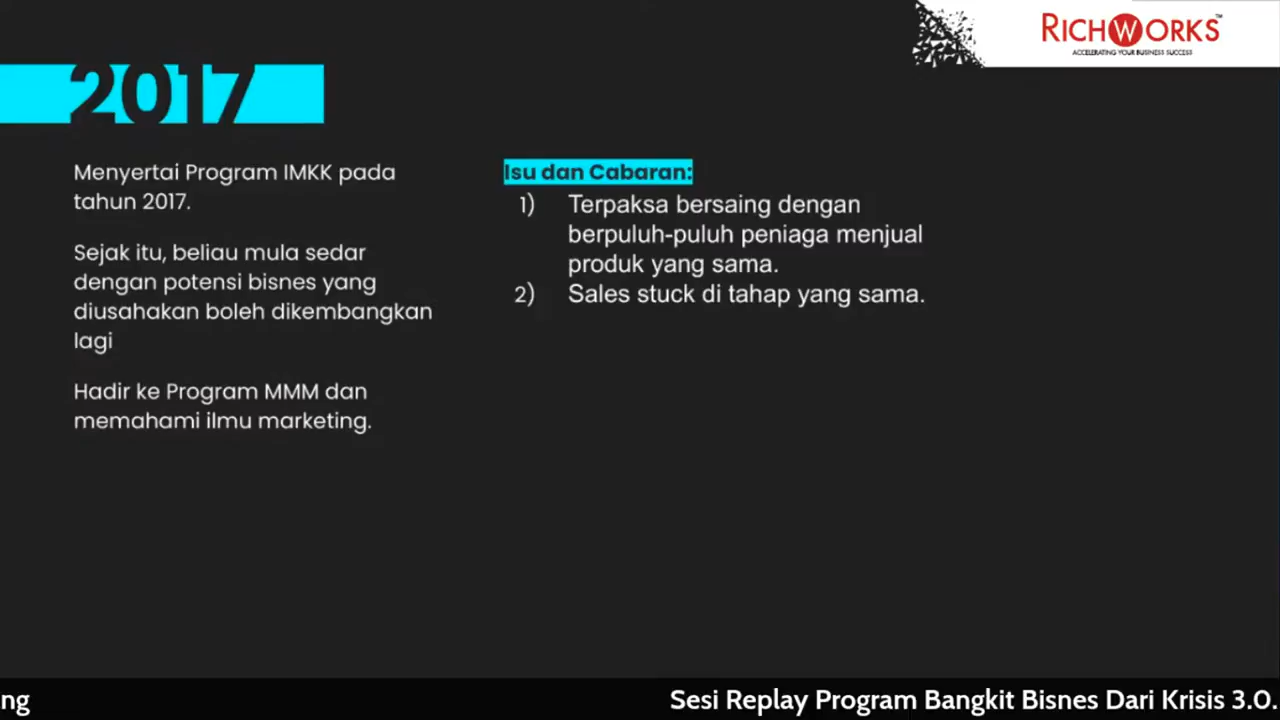 RICHWORKS™
ACCELERATING YOUR BUSINESS SUCCESS
2017
Menyertai Program IMKK pada
tahun 2017.
Sejak itu, beliau mula sedar
dengan potensi bisnes yang
diusahakan boleh dikembangkan
lagi
Hadir ke Program MMM dan
memahami ilmu marketing.
Isu dan Cabaran:
1) Terpaksa bersaing dengan
berpuluh-puluh peniaga menjual
produk yang sama.
2) Sales stuck di tahap yang sama.
ng
Sesi Replay Program Bangkit Bisnes Dari Krisis 3.0.